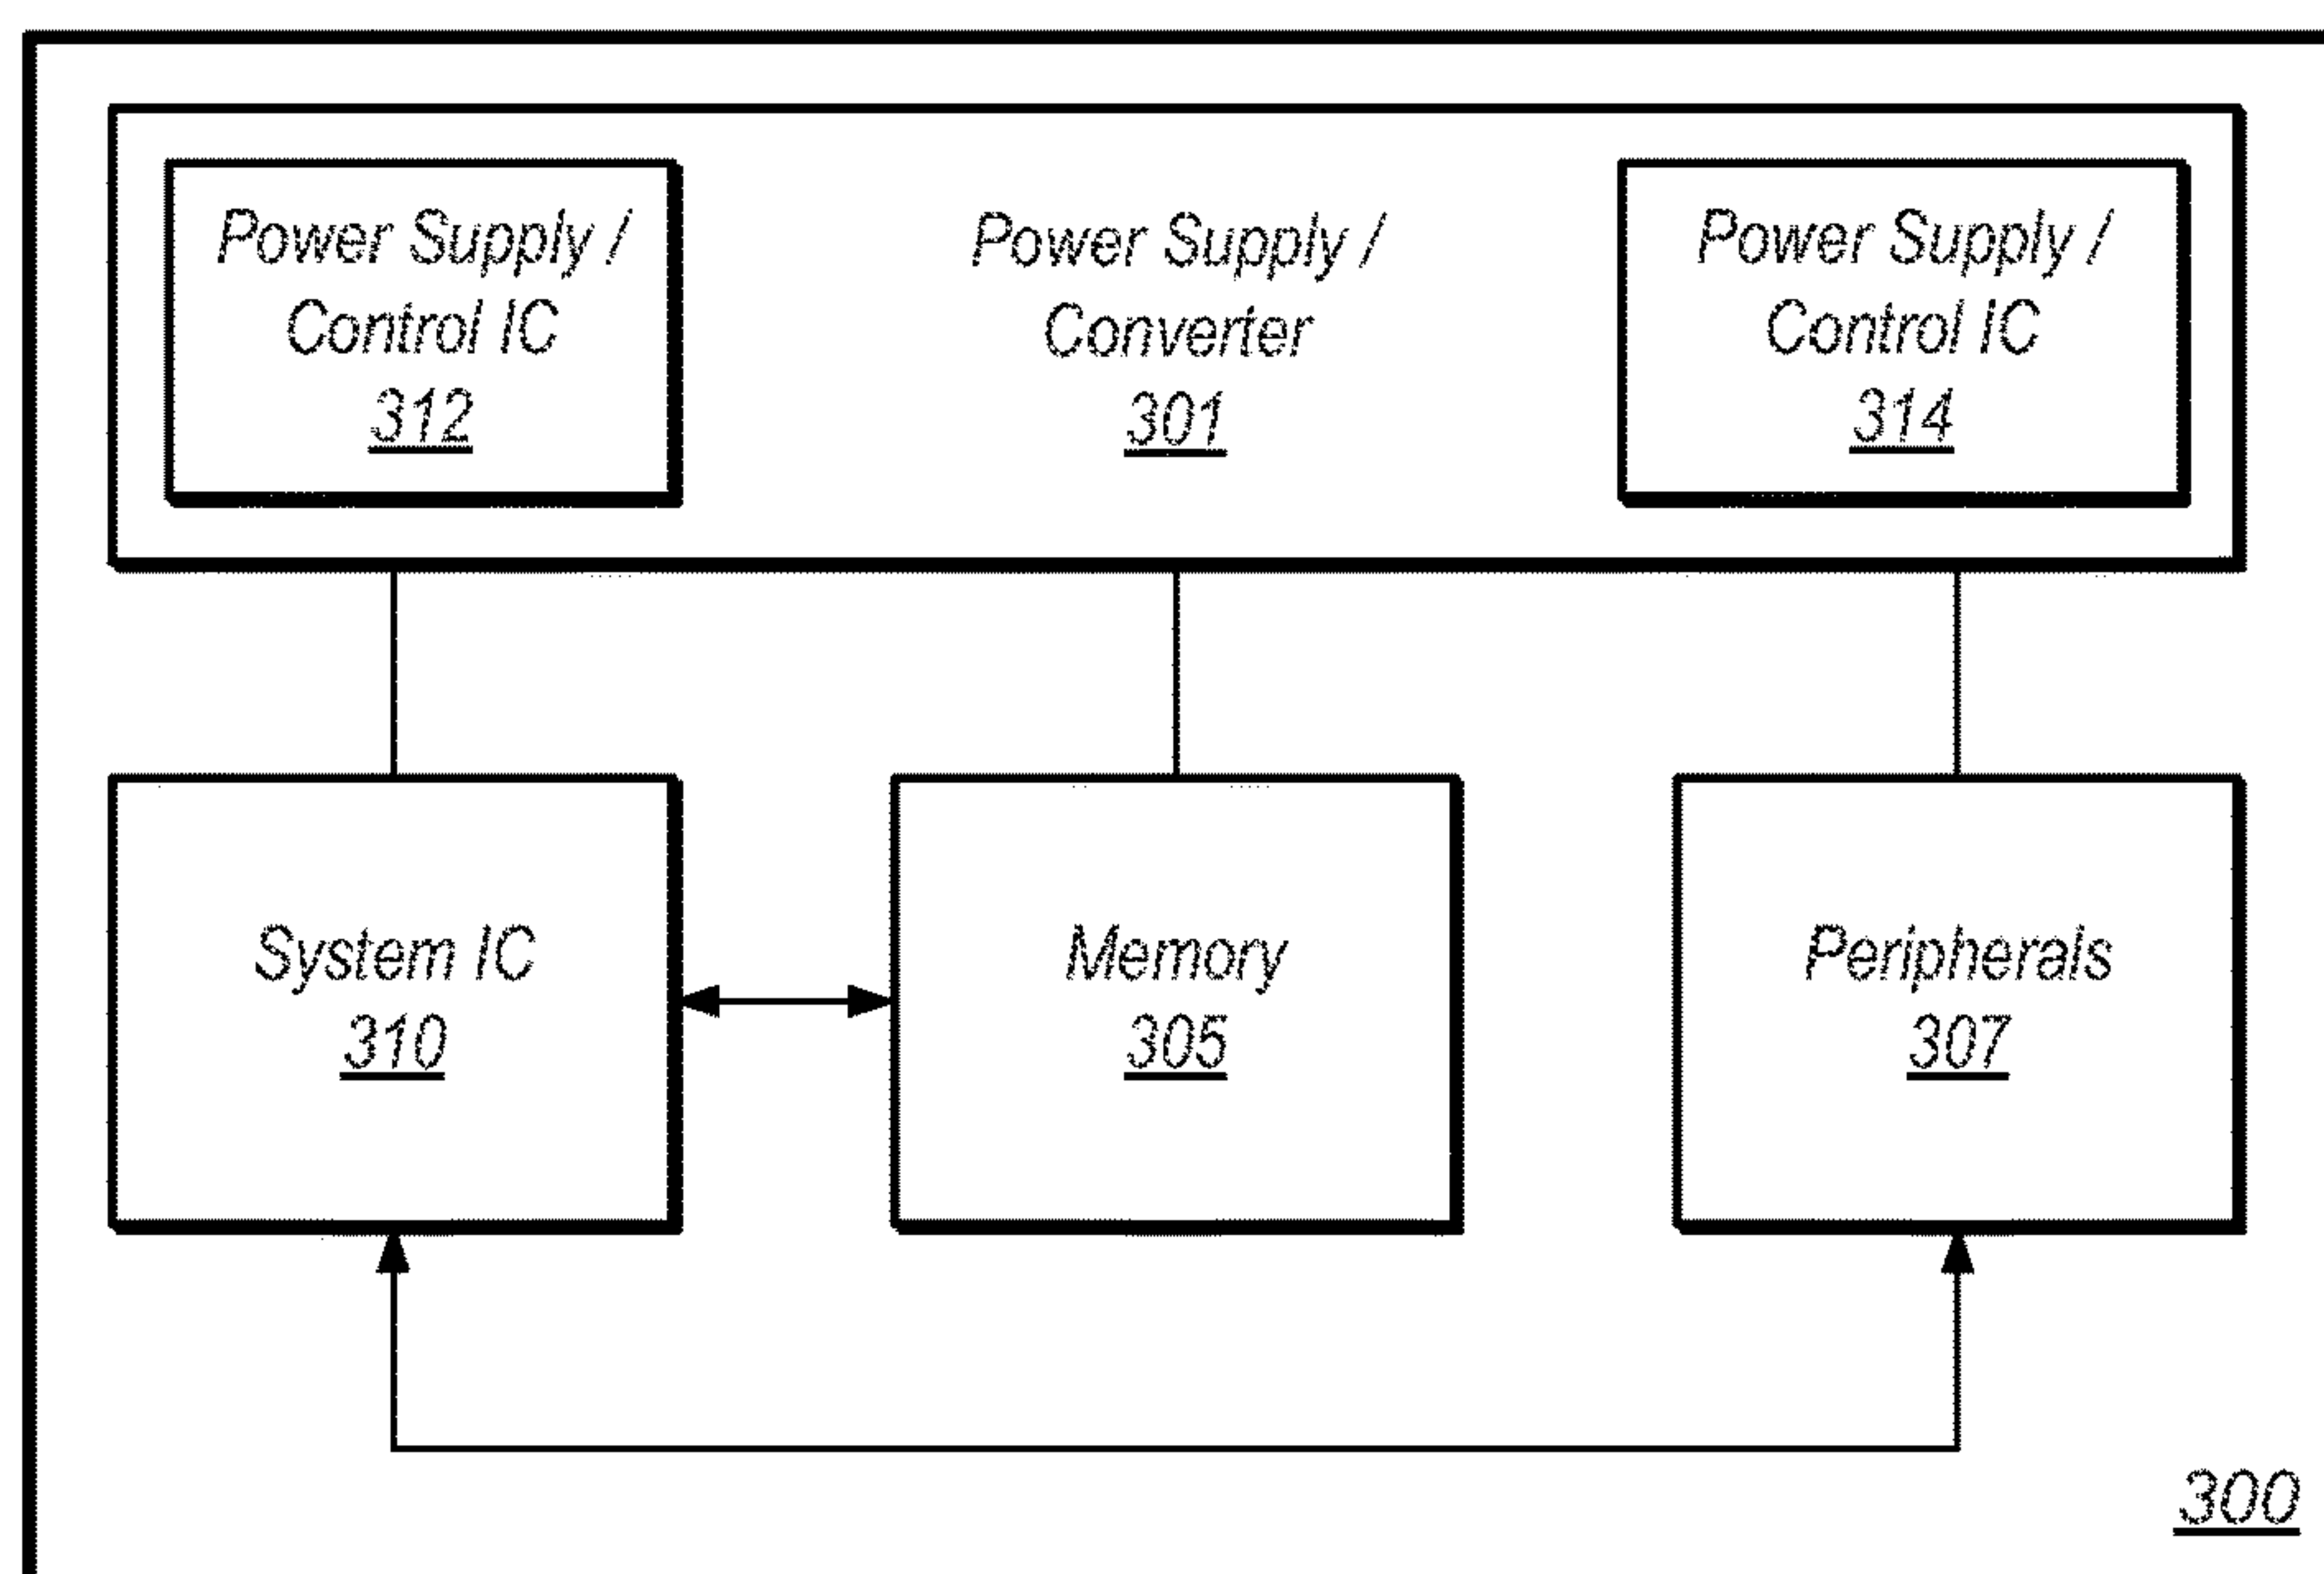 Power Supply /
Control IC
312
Power Supply /
Converter
301
Power Supply /
Control IC
314
System IC
310
Memory
305
Peripherals
307
300